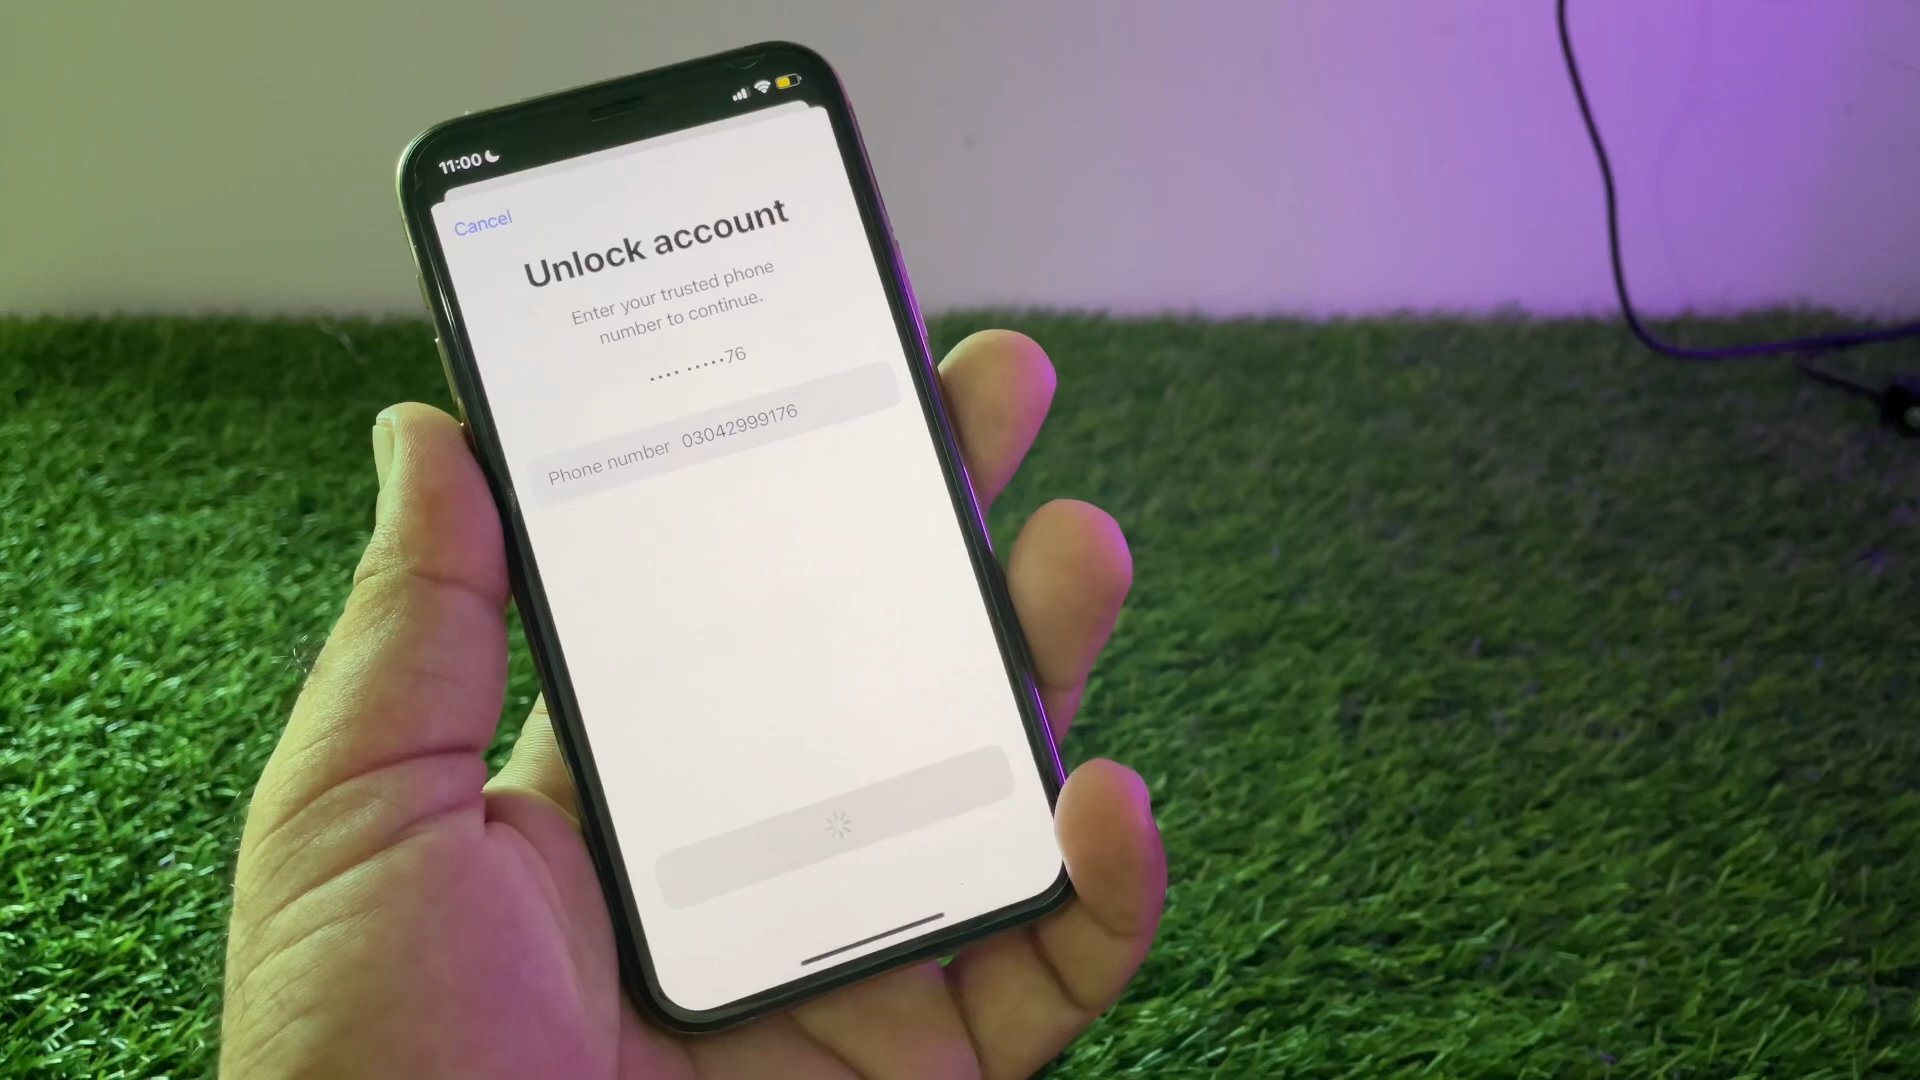 11:00
Cancel
Unlock account
Enter your trusted phone
number to continue.
•••• ••••••76
Phone number 03042999176